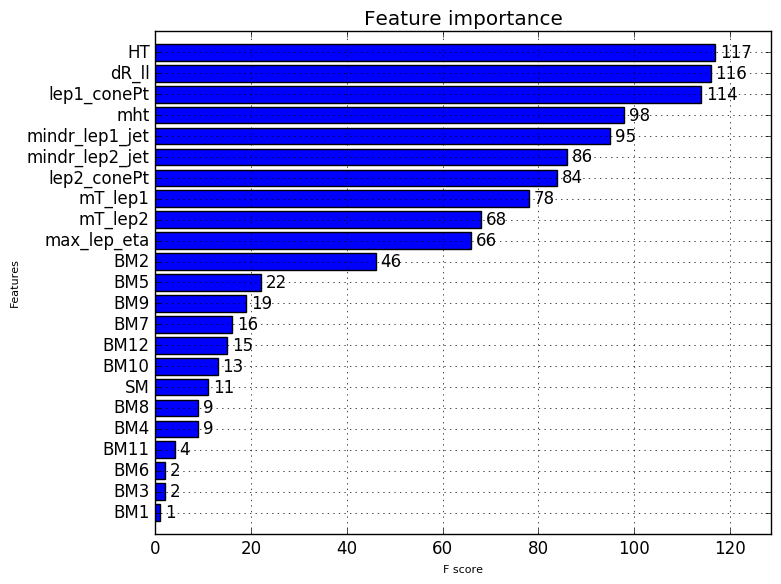 Feature importance
HT 117
dR_ll 116
lep1_conePt 114
mht 98
mindr_lep1_jet 95
mindr_lep2_jet 86
lep2_conePt 84
mT_lep1 78
mT_lep2 68
max_lep_eta 66
BM2 46
BM5 22
BM9 19
BM7 16
BM12 15
BM10 13
SM 11
BM8 9
BM4 9
BM11 4
BM6 2
BM3 2
BM1 1
Features
0 20 40 60 80 100 120
F score